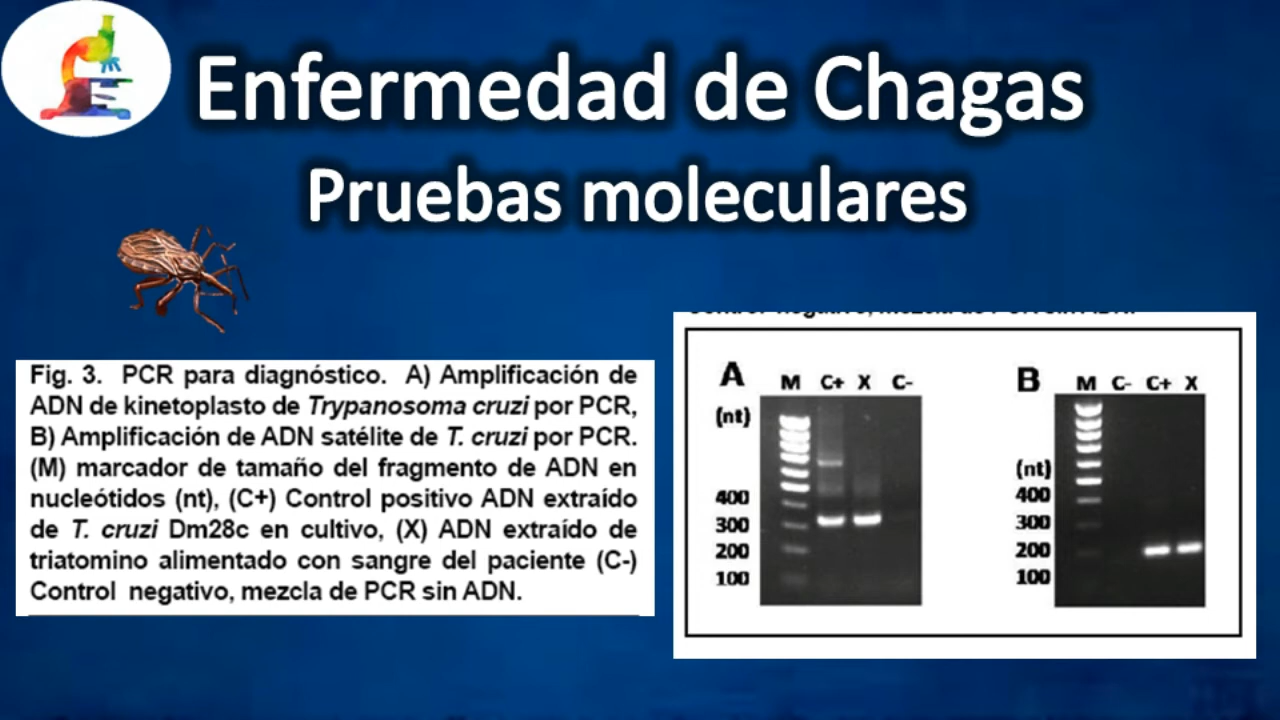 Enfermedad de Chagas
Pruebas moleculares
Fig. 3. PCR para diagnóstico. A) Amplificación de
ADN de kinetoplasto de Trypanosoma cruzi por PCR,
B) Amplificación de ADN satélite de T. cruzi por PCR.
(M) marcador de tamaño del fragmento de ADN en
nucleótidos (nt), (C+) Control positivo ADN extraído
de T. cruzi Dm28c en cultivo, (X) ADN extraído de
triatomino alimentado con sangre del paciente (C-)
Control negativo, mezcla de PCR sin ADN.
A M C+ X C-
(nt)
400
300
200
100
B M C- C+ X
(nt)
400
300
200
100